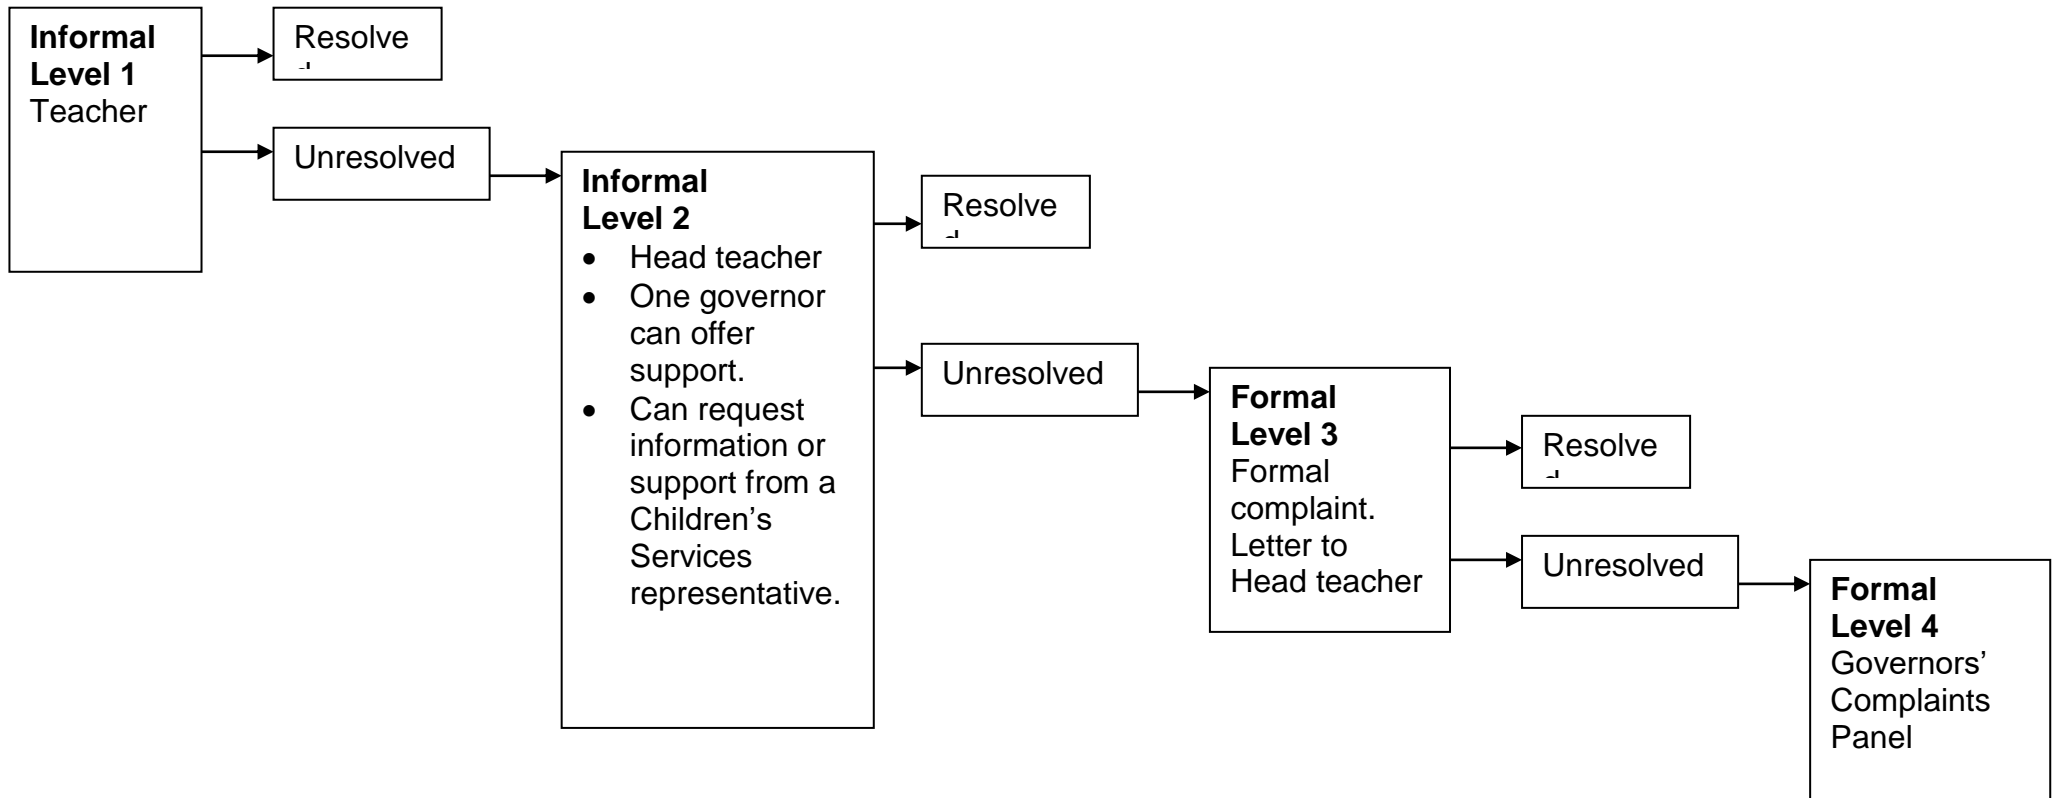 Informal
Level 1
Teacher
Resolve
Unresolved
Informal
Level 2
• Head teacher
• One governor
can offer
support.
• Can request
information or
support from a
Children’s
Services
representative.
Resolve
Unresolved
Formal
Level 3
Formal
complaint.
Letter to
Head teacher
Resolve
Unresolved
Formal
Level 4
Governors’
Complaints
Panel